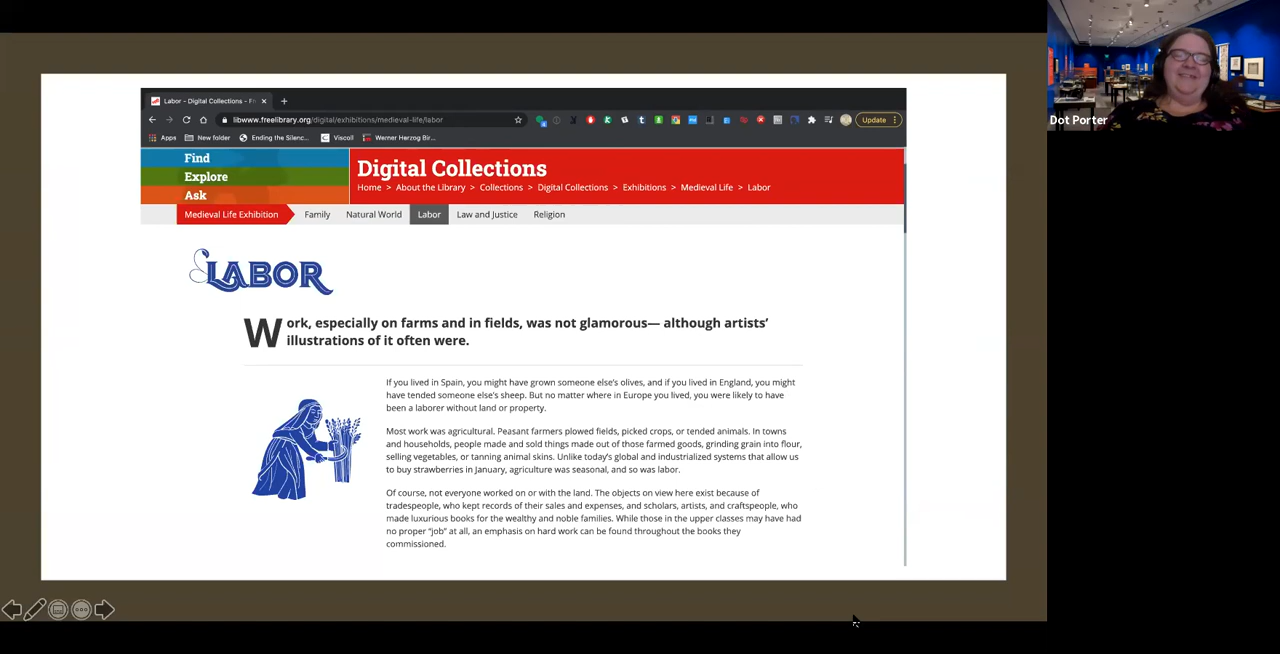 Labor - Digital Collections - Fr
libwww.freelibrary.org/digital/exhibitions/medieval-life/labor
Update
Apps
New folder
Ending the Silenc...
Viscoll
Werner Herzog Bir...
Find
Explore
Ask
Digital Collections
Home > About the Library > Collections > Digital Collections > Exhibitions > Medieval Life > Labor
Medieval Life Exhibition
Family
Natural World
Labor
Law and Justice
Religion
LABOR
Work, especially on farms and in fields, was not glamorous— although artists’
illustrations of it often were.
If you lived in Spain, you might have grown someone else’s olives, and if you lived in England, you might
have tended someone else’s sheep. But no matter where in Europe you lived, you were likely to have
been a laborer without land or property.
Most work was agricultural. Peasant farmers plowed fields, picked crops, or tended animals. In towns
and households, people made and sold things made out of those farmed goods, grinding grain into flour,
selling vegetables, or tanning animal skins. Unlike today’s global and industrialized systems that allow us
to buy strawberries in January, agriculture was seasonal, and so was labor.
Of course, not everyone worked on or with the land. The objects on view here exist because of
tradespeople, who kept records of their sales and expenses, and scholars, artists, and craftspeople, who
made luxurious books for the wealthy and noble families. While those in the upper classes may have had
no proper “job” at all, an emphasis on hard work can be found throughout the books they
commissioned.
Dot Porter